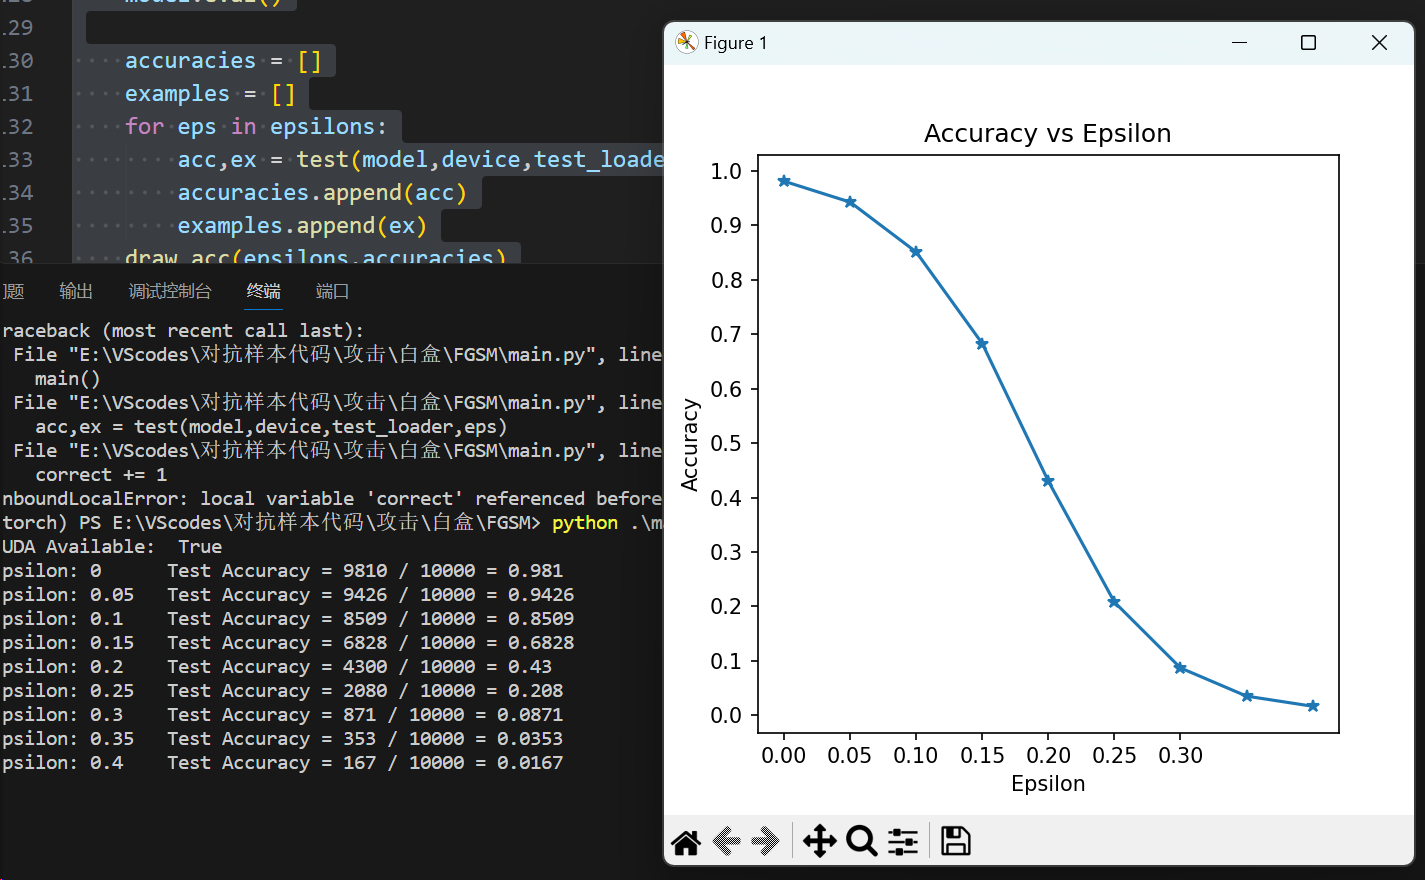 model.eval()
.29
.30 accuracies = []
.31 examples = []
.32 for eps in epsilons:
.33 acc,ex = test(model,device,test_loade
.34 accuracies.append(acc)
.35 examples.append(ex)
.36 draw_acc(epsilons,accuracies)
题 输出 调试控制台 终端 端口
raceback (most recent call last):
File "E:\VScodes\对抗样本代码\攻击\白盒\FGSM\main.py", line
main()
File "E:\VScodes\对抗样本代码\攻击\白盒\FGSM\main.py", line
acc,ex = test(model,device,test_loader,eps)
File "E:\VScodes\对抗样本代码\攻击\白盒\FGSM\main.py", line
correct += 1
nboundLocalError: local variable 'correct' referenced before
torch) PS E:\VScodes\对抗样本代码\攻击\白盒\FGSM> python .\m
UDA Available:  True
psilon: 0 Test Accuracy = 9810 / 10000 = 0.981
psilon: 0.05 Test Accuracy = 9426 / 10000 = 0.9426
psilon: 0.1 Test Accuracy = 8509 / 10000 = 0.8509
psilon: 0.15 Test Accuracy = 6828 / 10000 = 0.6828
psilon: 0.2 Test Accuracy = 4300 / 10000 = 0.43
psilon: 0.25 Test Accuracy = 2080 / 10000 = 0.208
psilon: 0.3 Test Accuracy = 871 / 10000 = 0.0871
psilon: 0.35 Test Accuracy = 353 / 10000 = 0.0353
psilon: 0.4 Test Accuracy = 167 / 10000 = 0.0167
Figure 1
Accuracy vs Epsilon
1.0
0.9
0.8
0.7
0.6
0.5
0.4
0.3
0.2
0.1
0.0
Accuracy
0.00 0.05 0.10 0.15 0.20 0.25 0.30
Epsilon